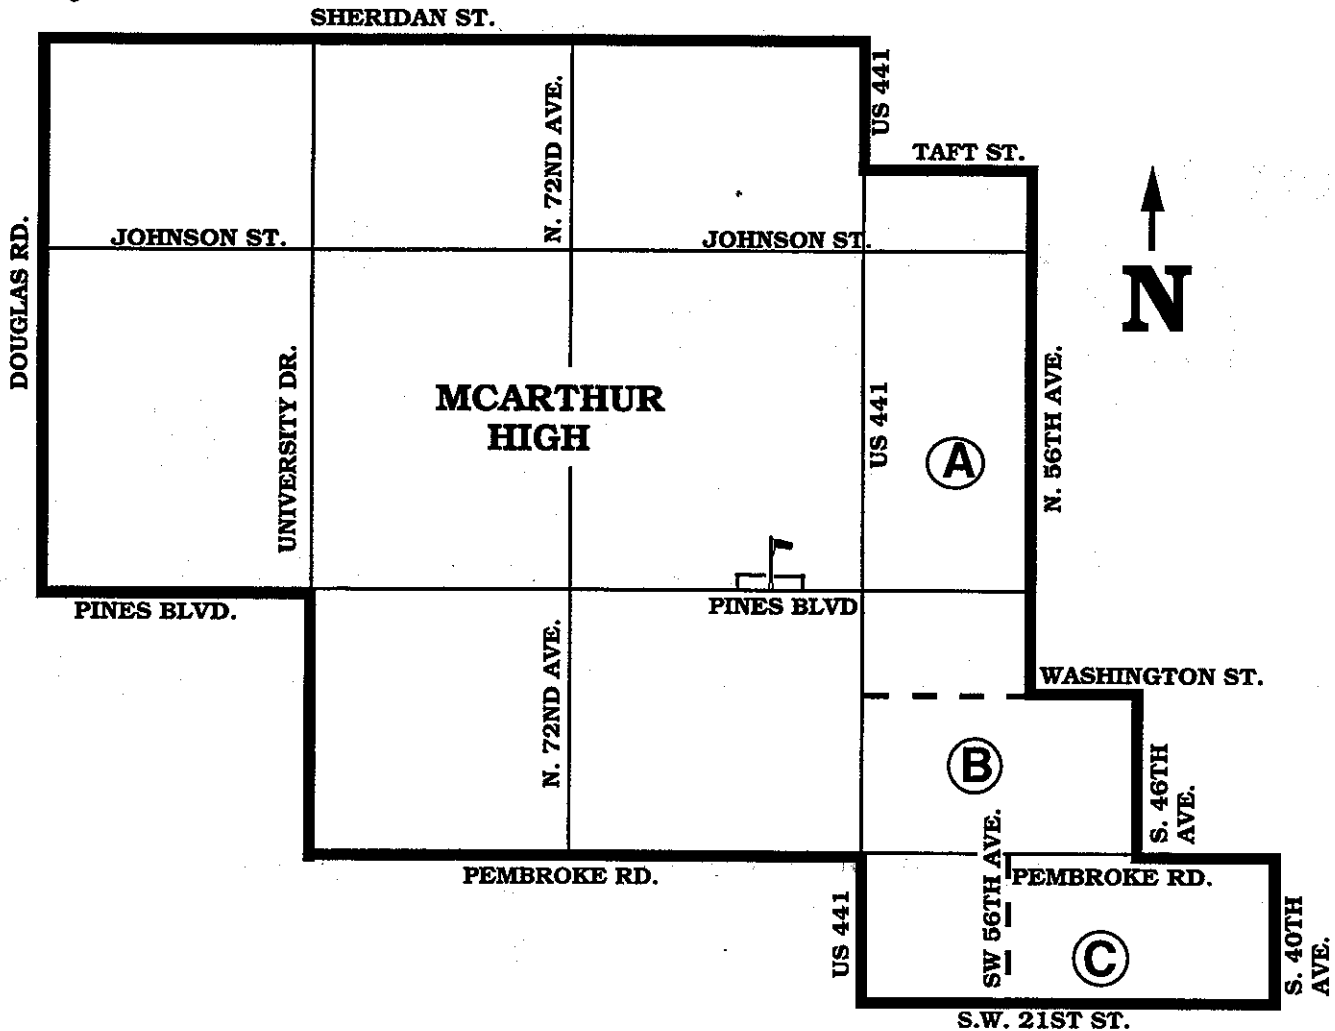 SHERIDAN ST.
US 441
N. 72ND AVE.
TAFT ST.
DOUGLAS RD.
JOHNSON ST.
JOHNSON ST.
N
UNIVERSITY DR.
MCARTHUR
HIGH
US 441
A
N. 56TH AVE.
PINES BLVD.
PINES BLVD
N. 72ND AVE.
WASHINGTON ST.
B
S. 46TH
AVE.
SW 56TH AVE.
PEMBROKE RD.
PEMBROKE RD.
US 441
C
S. 40TH
AVE.
S.W. 21ST ST.